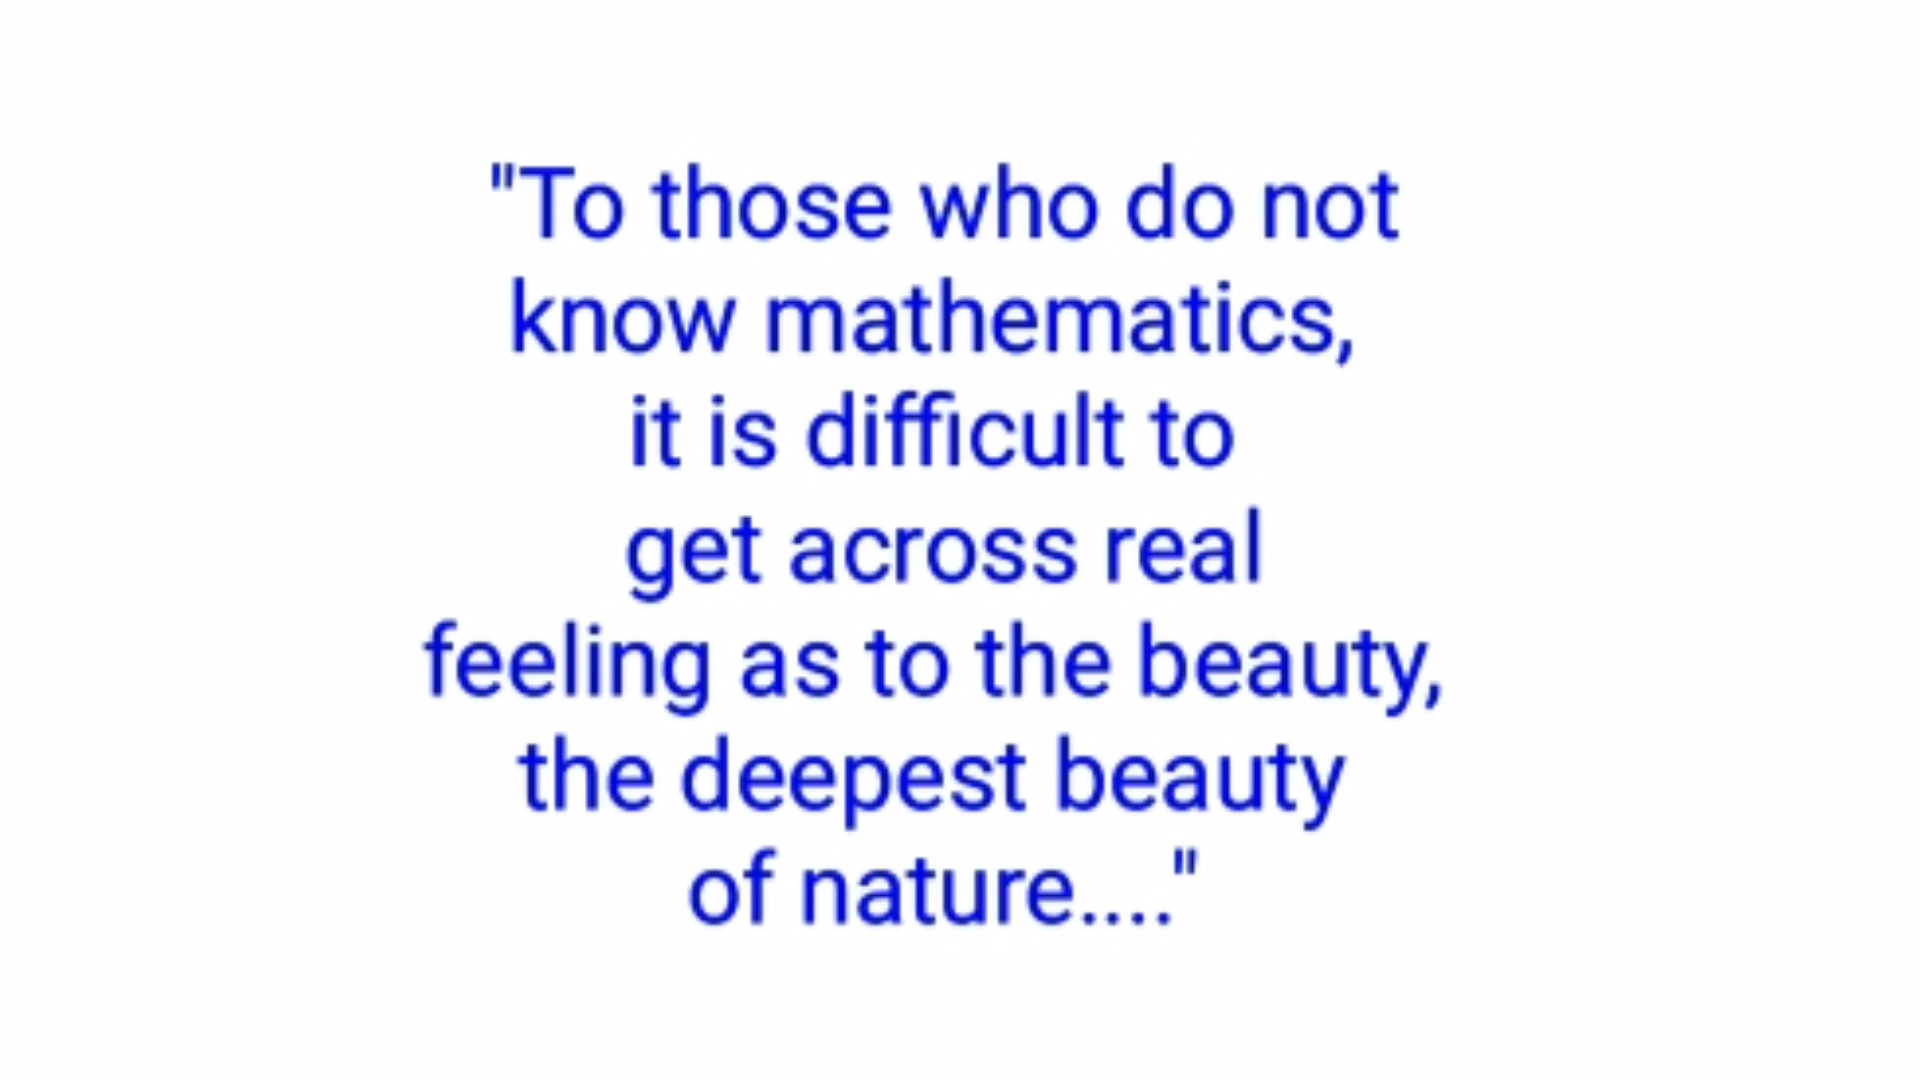 "To those who do not
know mathematics,
it is difficult to
get across real
feeling as to the beauty,
the deepest beauty
of nature...."